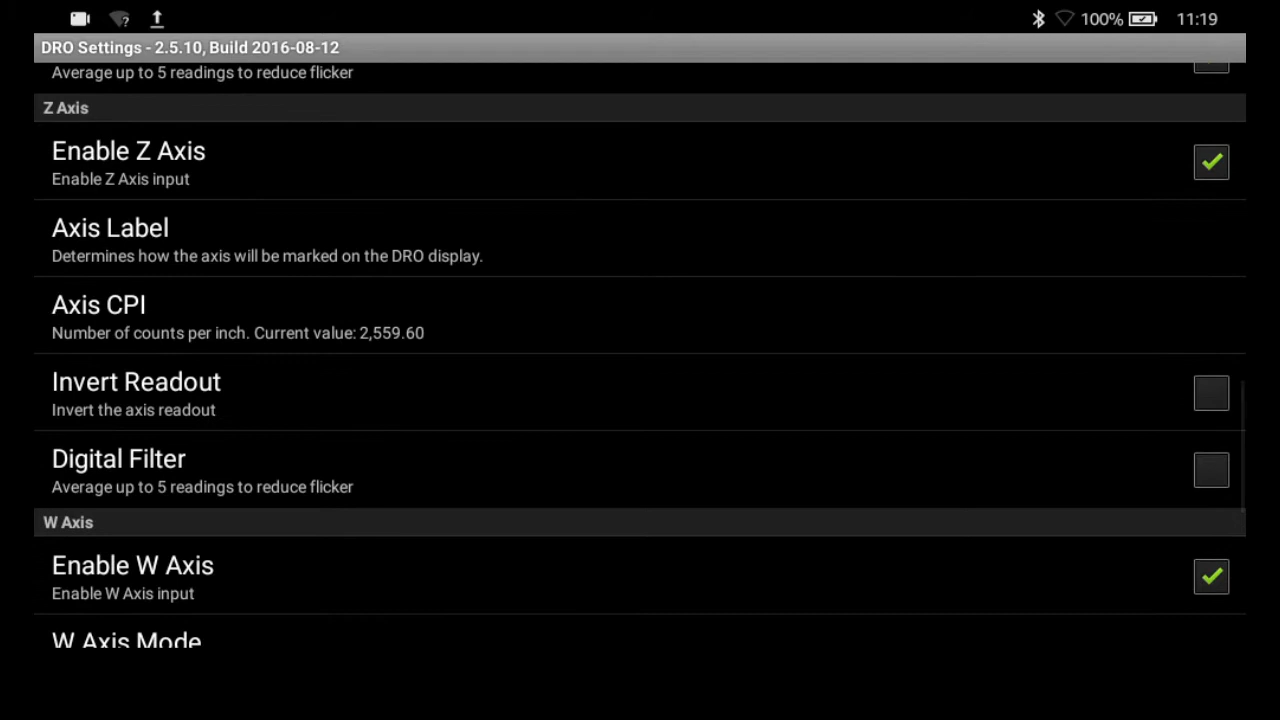 100% 11:19
DRO Settings - 2.5.10, Build 2016-08-12
Average up to 5 readings to reduce flicker
Z Axis
Enable Z Axis
Enable Z Axis input
Axis Label
Determines how the axis will be marked on the DRO display.
Axis CPI
Number of counts per inch. Current value: 2,559.60
Invert Readout
Invert the axis readout
Digital Filter
Average up to 5 readings to reduce flicker
W Axis
Enable W Axis
Enable W Axis input
W Axis Mode